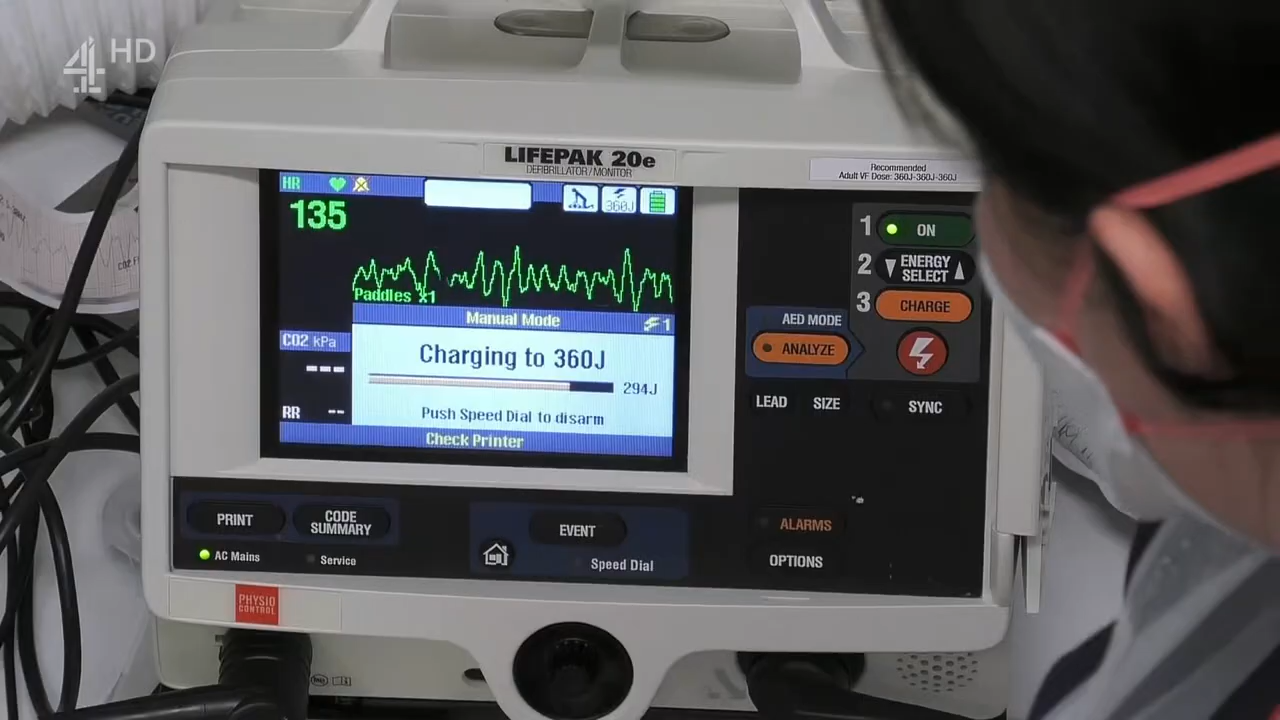 4 HD
LIFEPAK 20e
DEFIBRILLATOR/MONITOR
Recommended
Adult VF Dose: 360J-360J-360J
HR
360J
135
Paddles x1
Manual Mode
1
CO2 kPa
Charging to 360J
294J
---
RR --
Push Speed Dial to disarm
Check Printer
1 ON
2 ENERGY
SELECT
3 CHARGE
AED MODE
ANALYZE
LEAD SIZE SYNC
PRINT
CODE
SUMMARY
EVENT
ALARMS
AC Mains
Service
Speed Dial
OPTIONS
PHYSIO
CONTROL